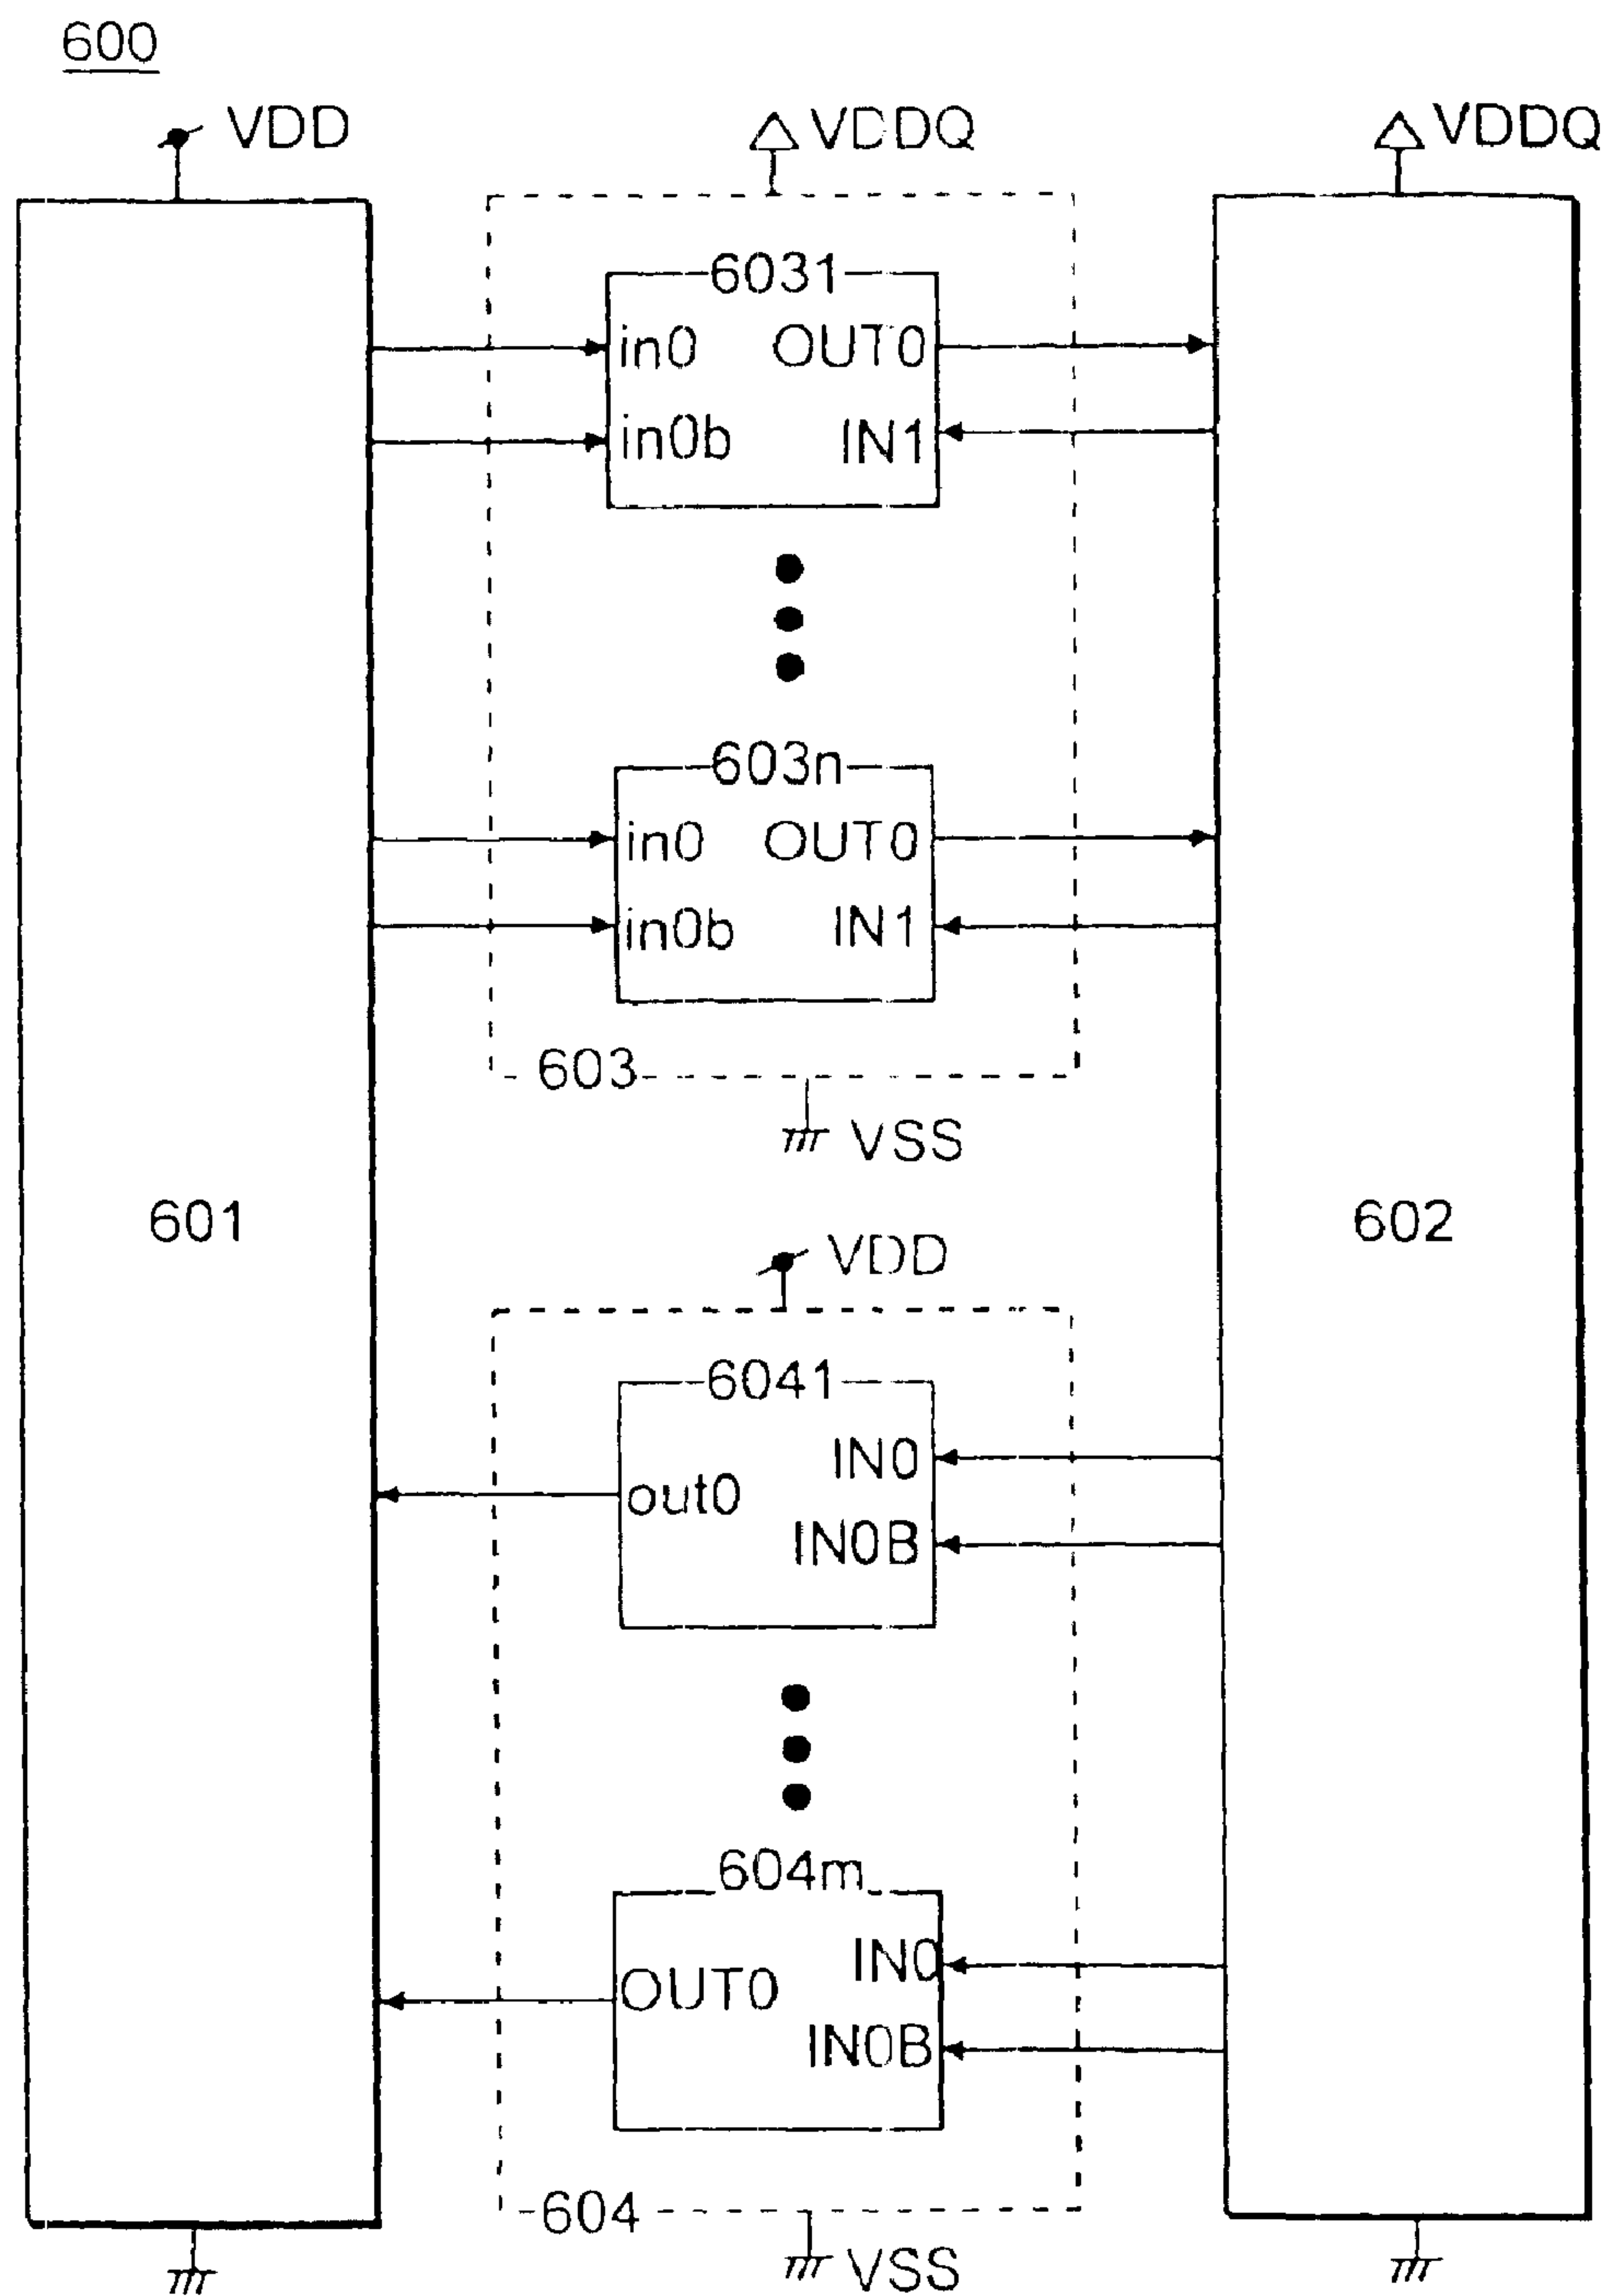 600
VDD
VDDQ
VDDQ
6031
in0 OUT0
in0b IN1
603n
in0 OUT0
in0b IN1
603
VSS
601
602
VDD
6041
IN0
out0
IN0B
604m
IN0
OUT0
IN0B
604
VSS